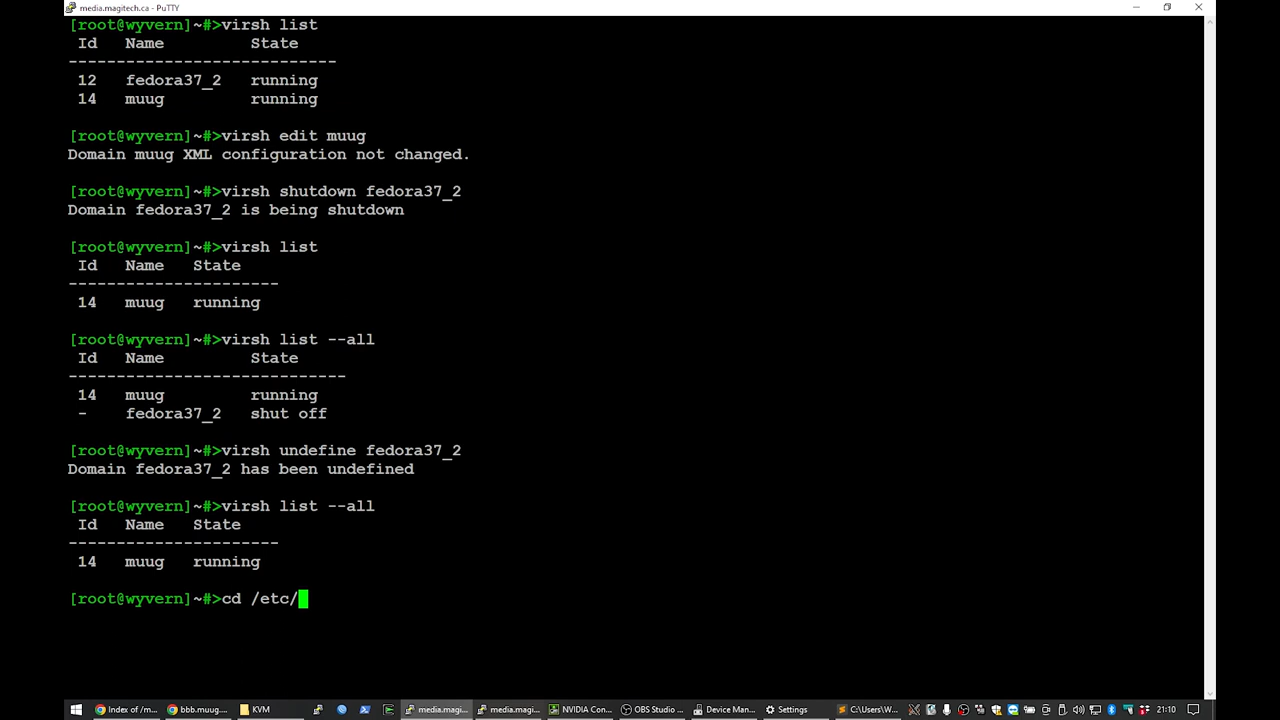 media.magitech.ca - PuTTY
[root@wyvern]~#>virsh list
 Id   Name         State
----------------------------
 12   fedora37_2   running
 14   muug         running
[root@wyvern]~#>virsh edit muug
Domain muug XML configuration not changed.
[root@wyvern]~#>virsh shutdown fedora37_2
Domain fedora37_2 is being shutdown
[root@wyvern]~#>virsh list
 Id   Name   State
----------------------
 14   muug   running
[root@wyvern]~#>virsh list --all
 Id   Name         State
-----------------------------
 14   muug         running
 -    fedora37_2   shut off
[root@wyvern]~#>virsh undefine fedora37_2
Domain fedora37_2 has been undefined
[root@wyvern]~#>virsh list --all
 Id   Name   State
----------------------
 14   muug   running
[root@wyvern]~#>cd /etc/
Index of /m... bbb.muug.... KVM media.magi... media.magi... NVIDIA Con... OBS Studio ... Device Man... Settings C:\Users\W... 21:10